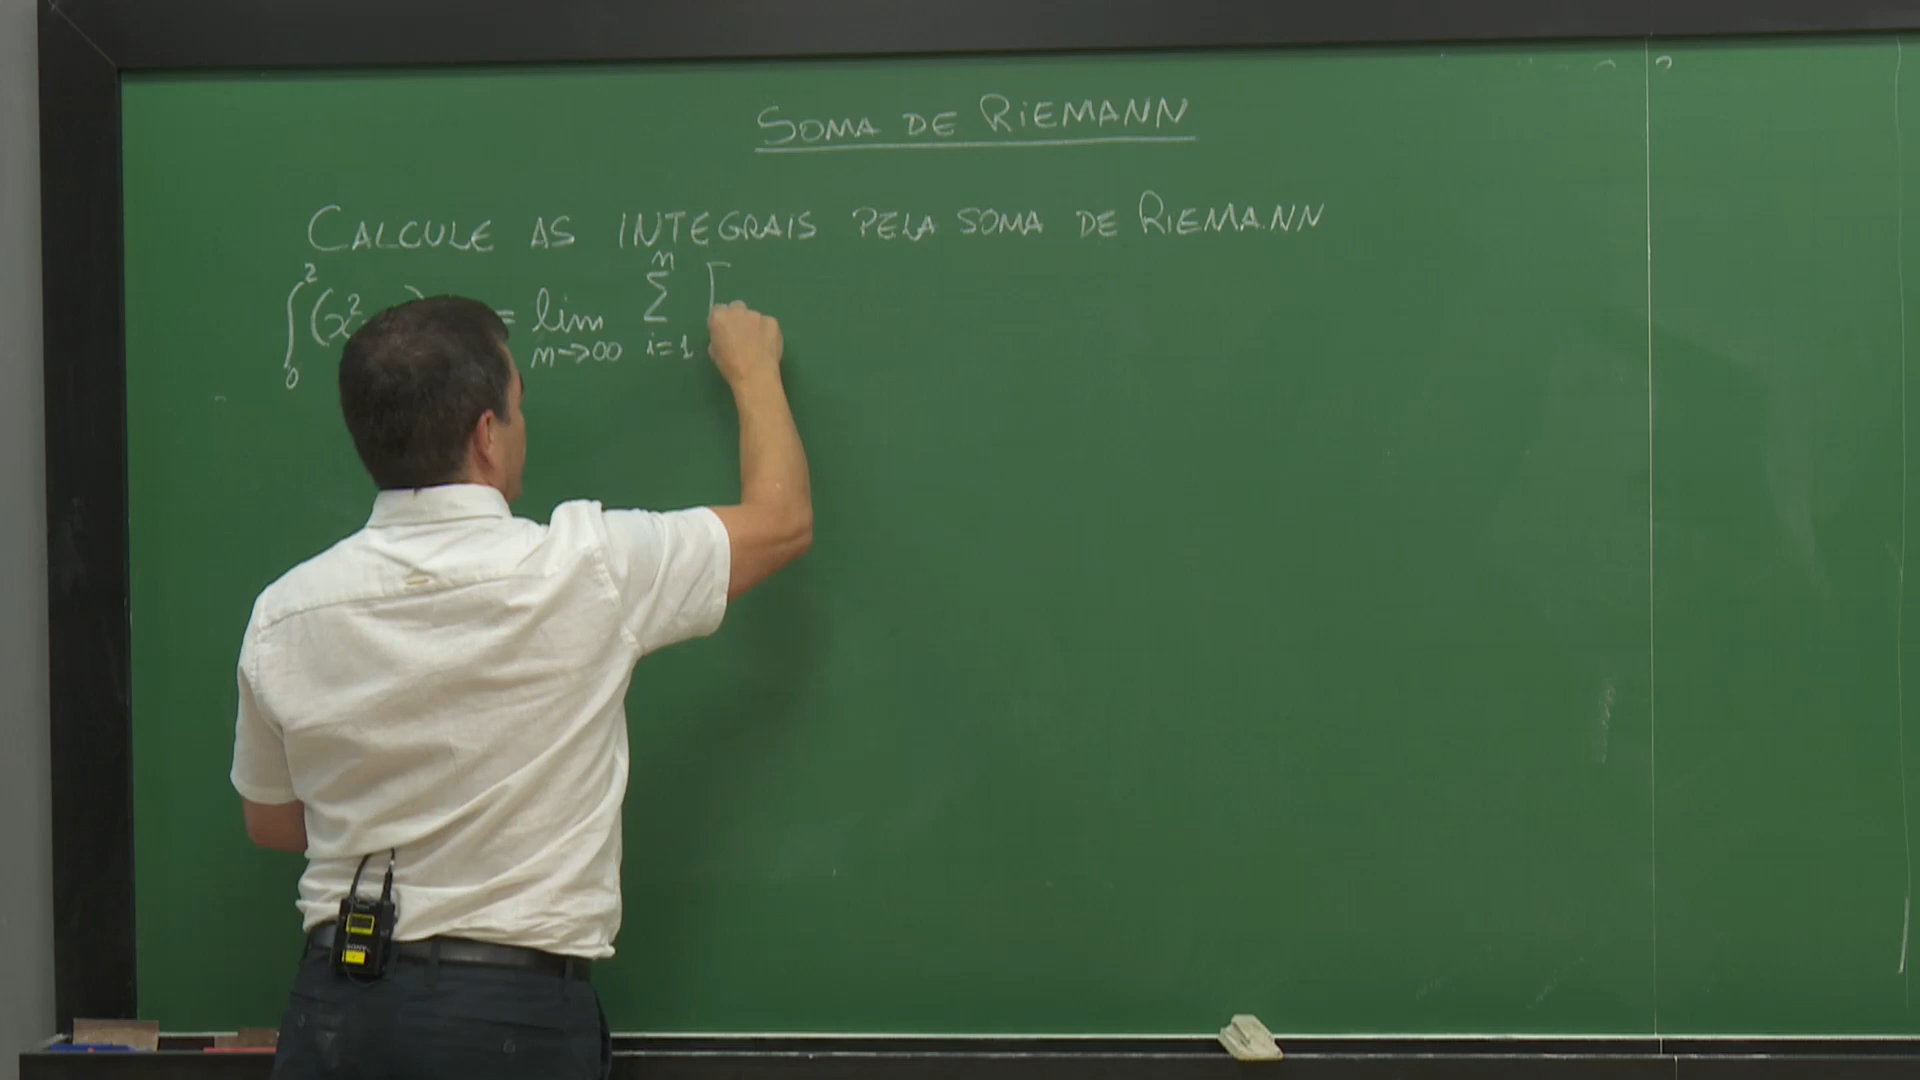 SOMA DE RIEMANN
CALCULE AS INTEGRAIS PELA SOMA DE RIEMANN
∫₀² (x² ) = lim n→∞ Σ i=1 n [